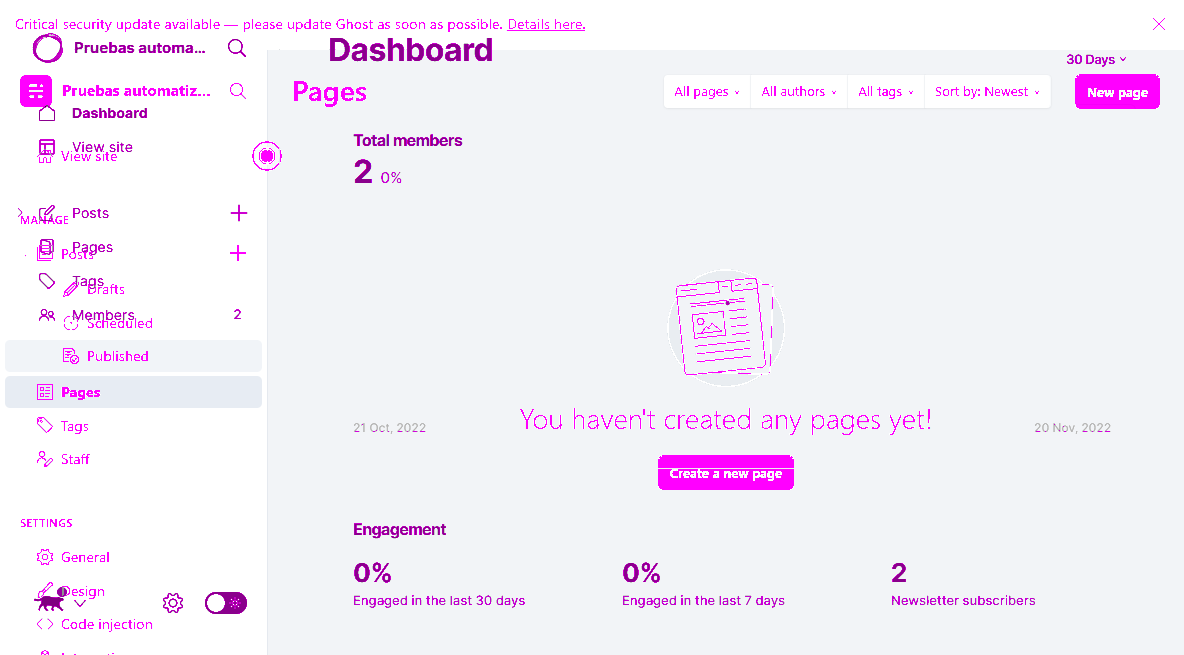 Critical security update available — please update Ghost as soon as possible. Details here.
Pruebas automa...
Dashboard
30 Days
Pruebas automatiz...
Pages
All pages
All authors
All tags
Sort by: Newest
New page
Dashboard
View site
View site
Total members
2 0%
Posts
MANAGE
Pages
Posts
Tags
Drafts
Members 2
Scheduled
Published
Pages
Tags
Staff
You haven't created any pages yet!
21 Oct, 2022
20 Nov, 2022
Create a new page
SETTINGS
General
Design
Code injection
Engagement
0%
Engaged in the last 30 days
0%
Engaged in the last 7 days
2
Newsletter subscribers